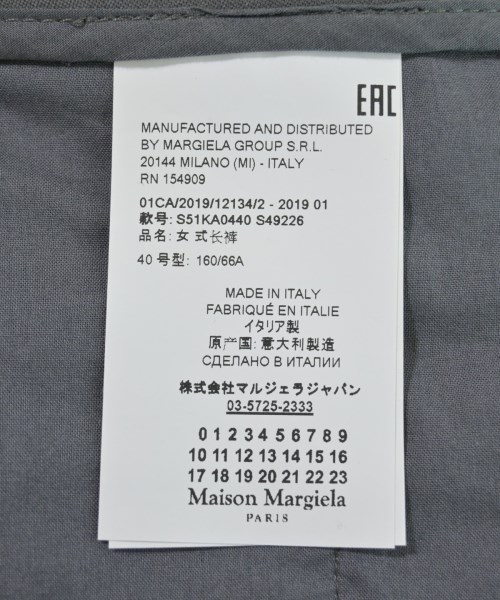 EAC
MANUFACTURED AND DISTRIBUTED
BY MARGIELA GROUP S.R.L.
20144 MILANO (MI) - ITALY
RN 154909
01CA/2019/12134/2 - 2019 01
款号: S51KA0440 S49226
品名: 女 式长裤
40 号型: 160/66A
MADE IN ITALY
FABRIQUÉ EN ITALIE
イタリア製
原产国: 意大利製造
СДЕЛАНО В ИТАЛИИ
株式会社マルジェラジャパン
03-5725-2333
0 1 2 3 4 5 6 7 8 9
10 11 12 13 14 15 16
17 18 19 20 21 22 23
Maison Margiela
PARIS